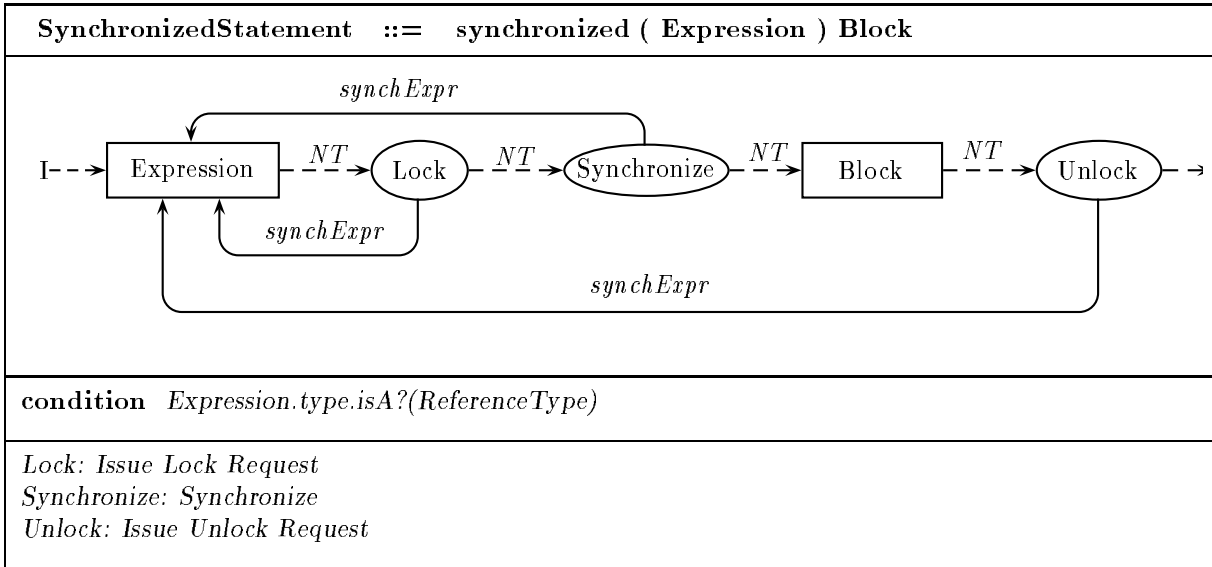 SynchronizedStatement ::= synchronized ( Expression ) Block
synchExpr
I Expression NT Lock NT Synchronize NT Block NT Unlock
synchExpr
synchExpr
condition Expression.type.isA?(ReferenceType)
Lock: Issue Lock Request
Synchronize: Synchronize
Unlock: Issue Unlock Request